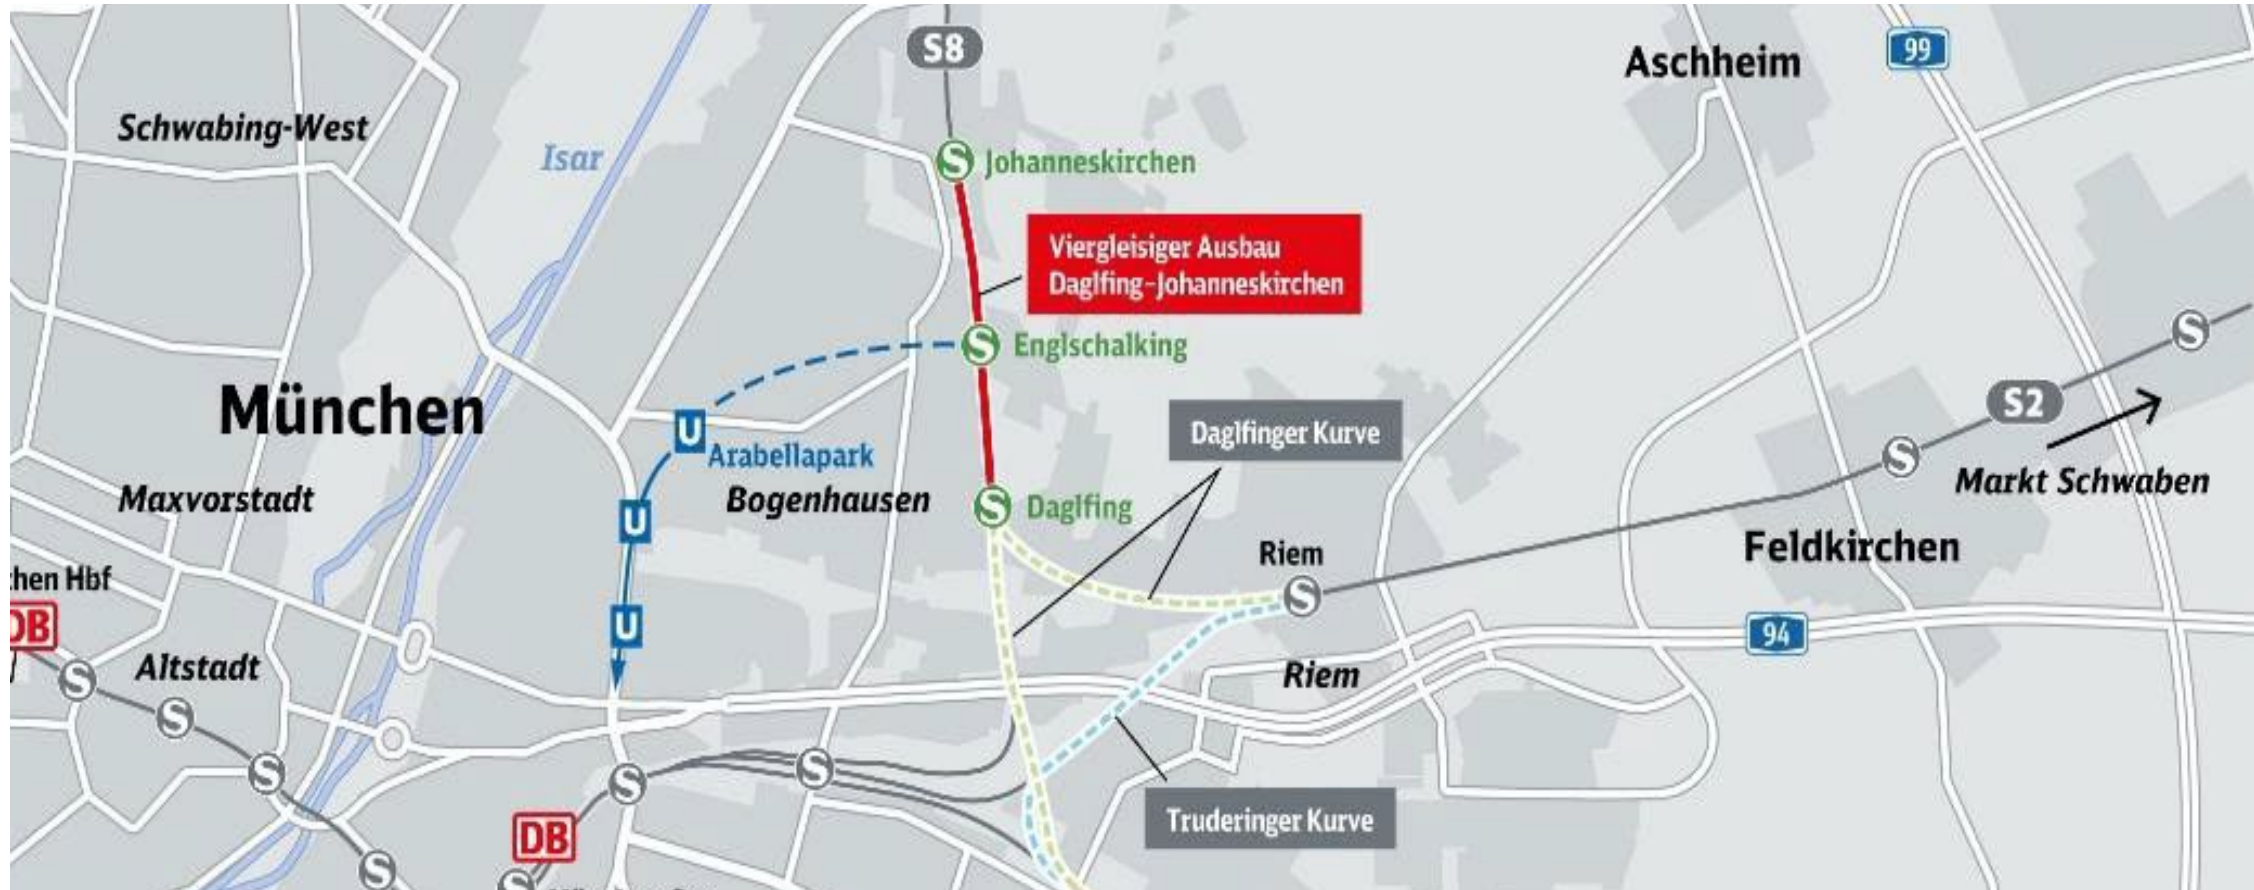 S8
Aschheim
99
Schwabing-West
Isar
S Johanneskirchen
Viergleisiger Ausbau
Daglfing-Johanneskirchen
S Englschalking
S
München
S2
U
Arabellapark
Daglfinger Kurve
S
Markt Schwaben
Maxvorstadt
Bogenhausen
S Daglfing
U
Riem
Feldkirchen
chen Hbf
S
DB
U
94
Altstadt
Riem
S
S
S
S
S
Truderinger Kurve
DB
S
S